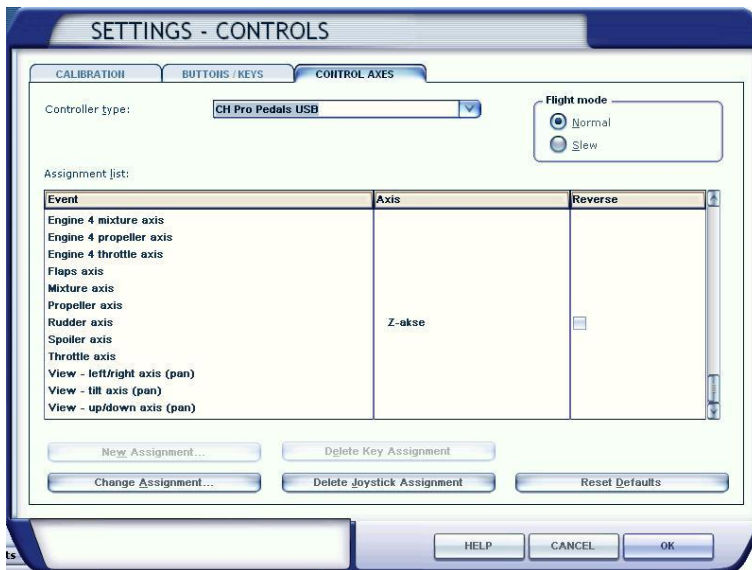 SETTINGS - CONTROLS
CALIBRATION BUTTONS / KEYS CONTROL AXES
Controller type: CH Pro Pedals USB
Flight mode
Normal
Slew
Assignment list:
Event Axis Reverse
Engine 4 mixture axis
Engine 4 propeller axis
Engine 4 throttle axis
Flaps axis
Mixture axis
Propeller axis
Rudder axis Z-akse
Spoiler axis
Throttle axis
View - left/right axis (pan)
View - tilt axis (pan)
View - up/down axis (pan)
New Assignment... Delete Key Assignment
Change Assignment... Delete Joystick Assignment Reset Defaults
HELP CANCEL OK
ts